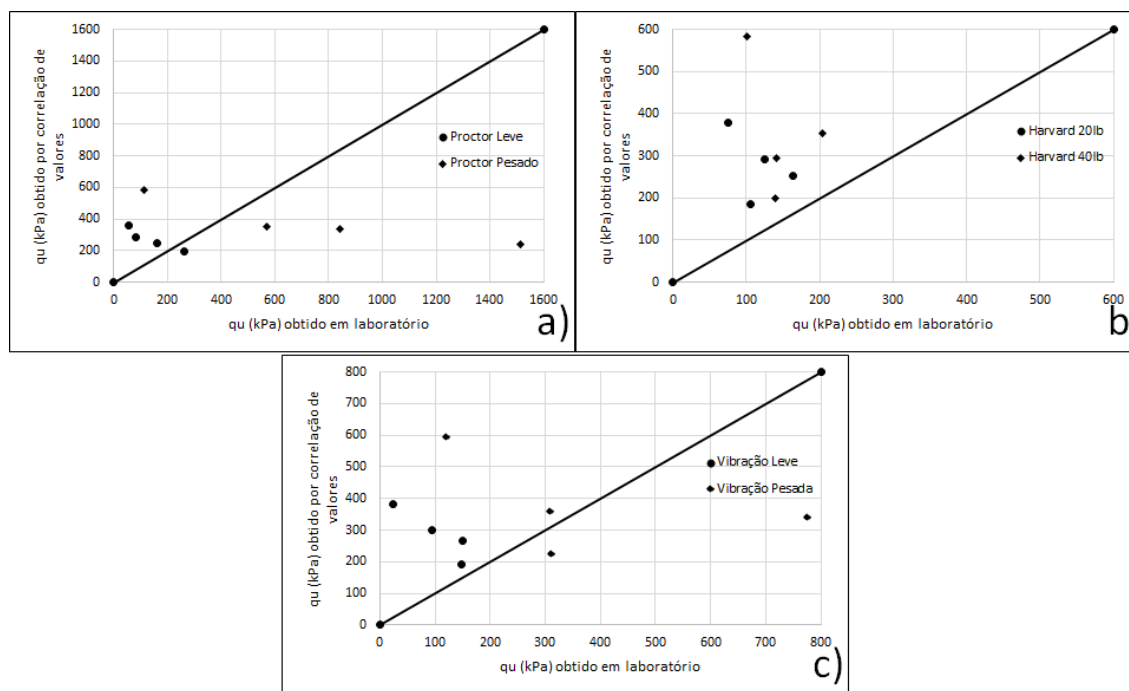 1600
1400
1200
1000
800
600
400
200
0
0 200 400 600 800 1000 1200 1400 1600
qu (kPa) obtido por correlação de
valores
Proctor Leve
Proctor Pesado
qu (kPa) obtido em laboratório
a)
600
500
400
300
200
100
0
0 100 200 300 400 500 600
qu (kPa) obtido por correlação de
valores
Harvard 20lb
Harvard 40lb
qu (kPa) obtido em laboratório
b)
800
700
600
500
400
300
200
100
0
0 100 200 300 400 500 600 700 800
qu (kPa) obtido por correlação de
valores
Vibração Leve
Vibração Pesada
qu (kPa) obtido em laboratório
c)